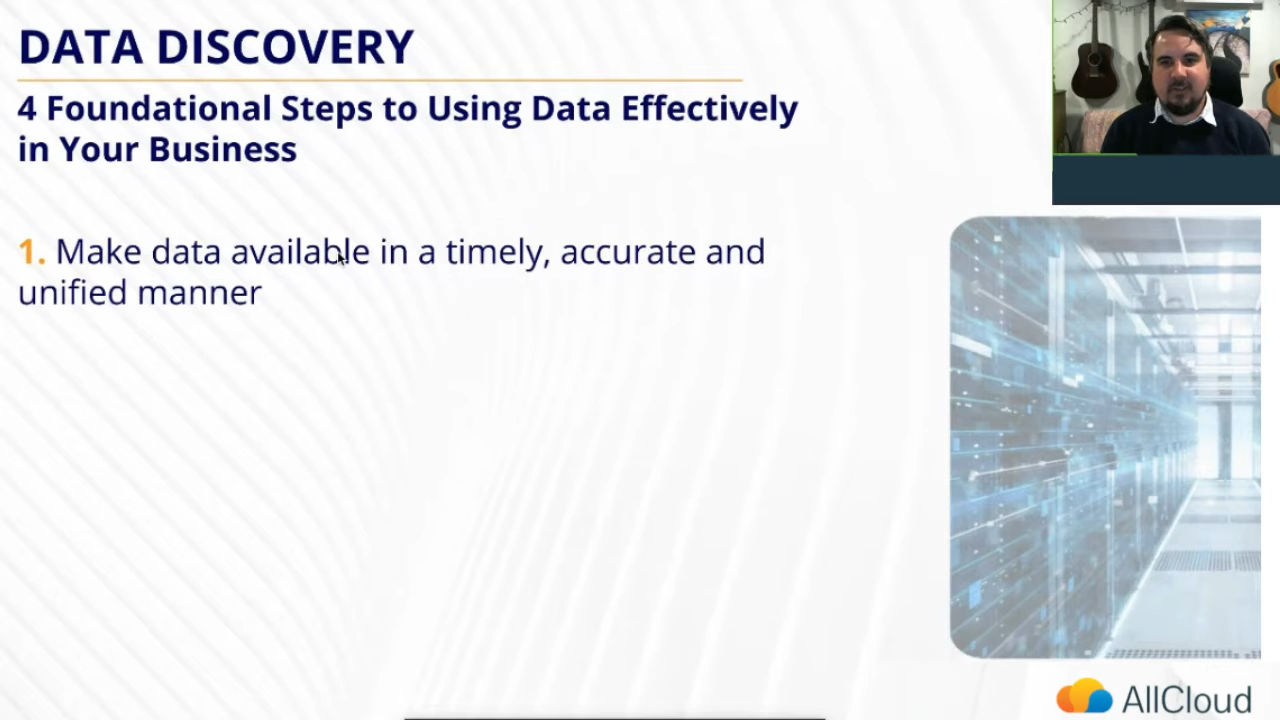 DATA DISCOVERY
4 Foundational Steps to Using Data Effectively
in Your Business
1. Make data available in a timely, accurate and
unified manner
AllCloud